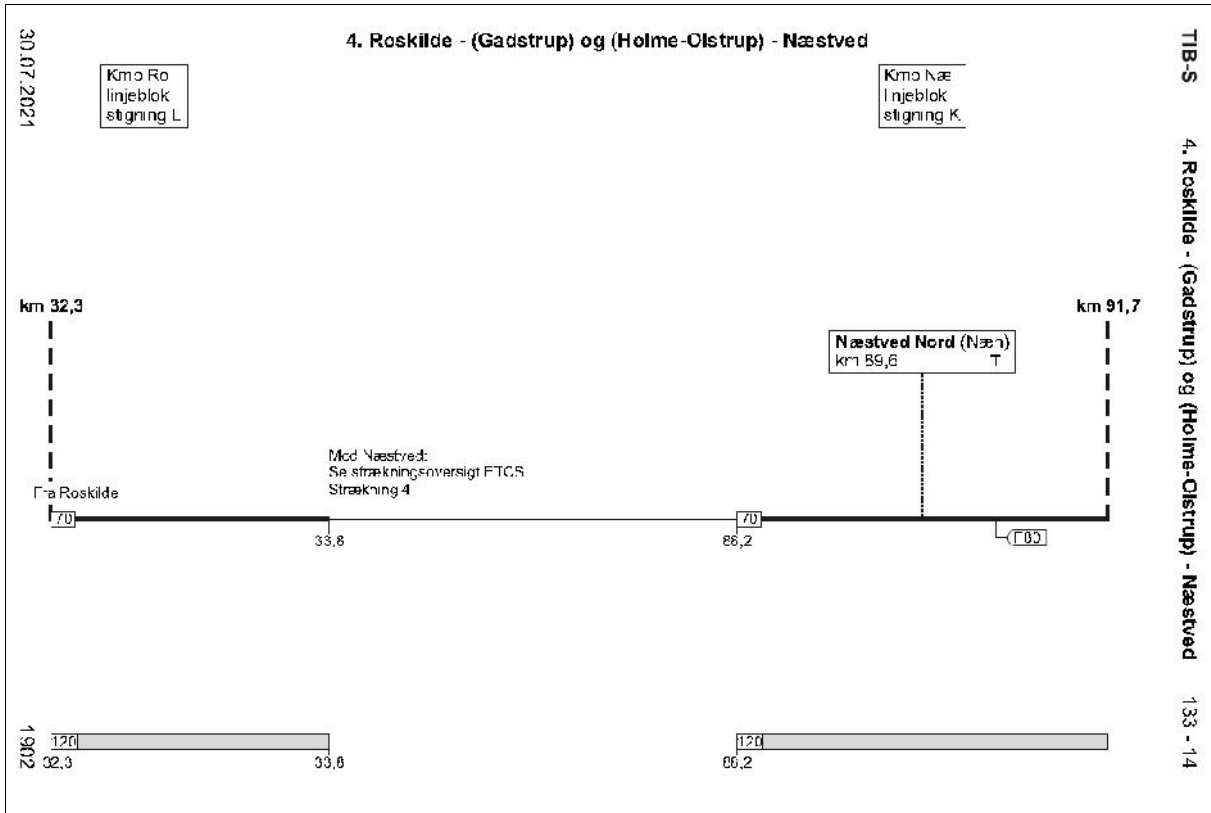 4. Roskilde - (Gadstrup) og (Holme-Olstrup) - Næstved
30.07.2021
TIB-S
Kmp Ro
linjeblok
stigning L
Kmp Næ
linjeblok
stigning K
4. Roskilde - (Gadstrup) og (Holme-Olstrup) - Næstved
km 32,3
km 91,7
Næstved Nord (Næn)
km 89,6 T
Mod Næstved:
Se strækningsoversigt ETCS
Strækning 4
Fra Roskilde
70
70
33,8
86,2
133 - 14
1902
120
120
32,3
33,8
86,2